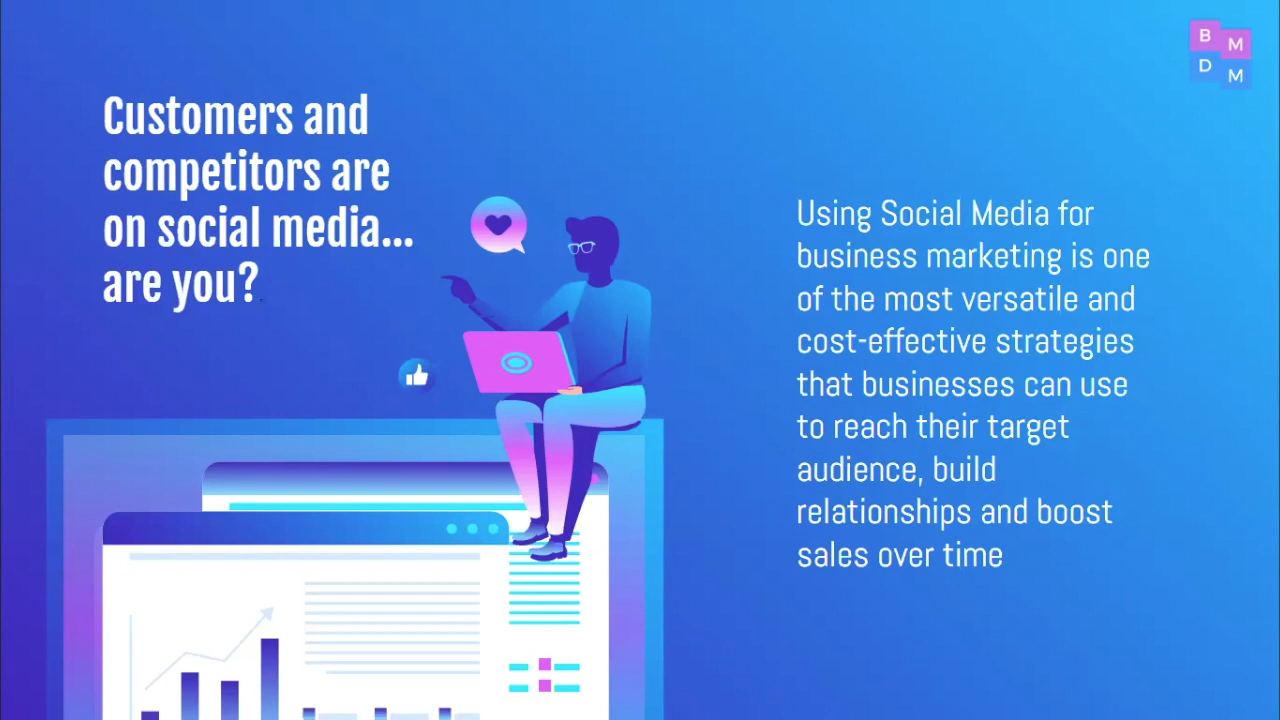 Customers and
competitors are
on social media...
are you?
B M
D M
Using Social Media for
business marketing is one
of the most versatile and
cost-effective strategies
that businesses can use
to reach their target
audience, build
relationships and boost
sales over time